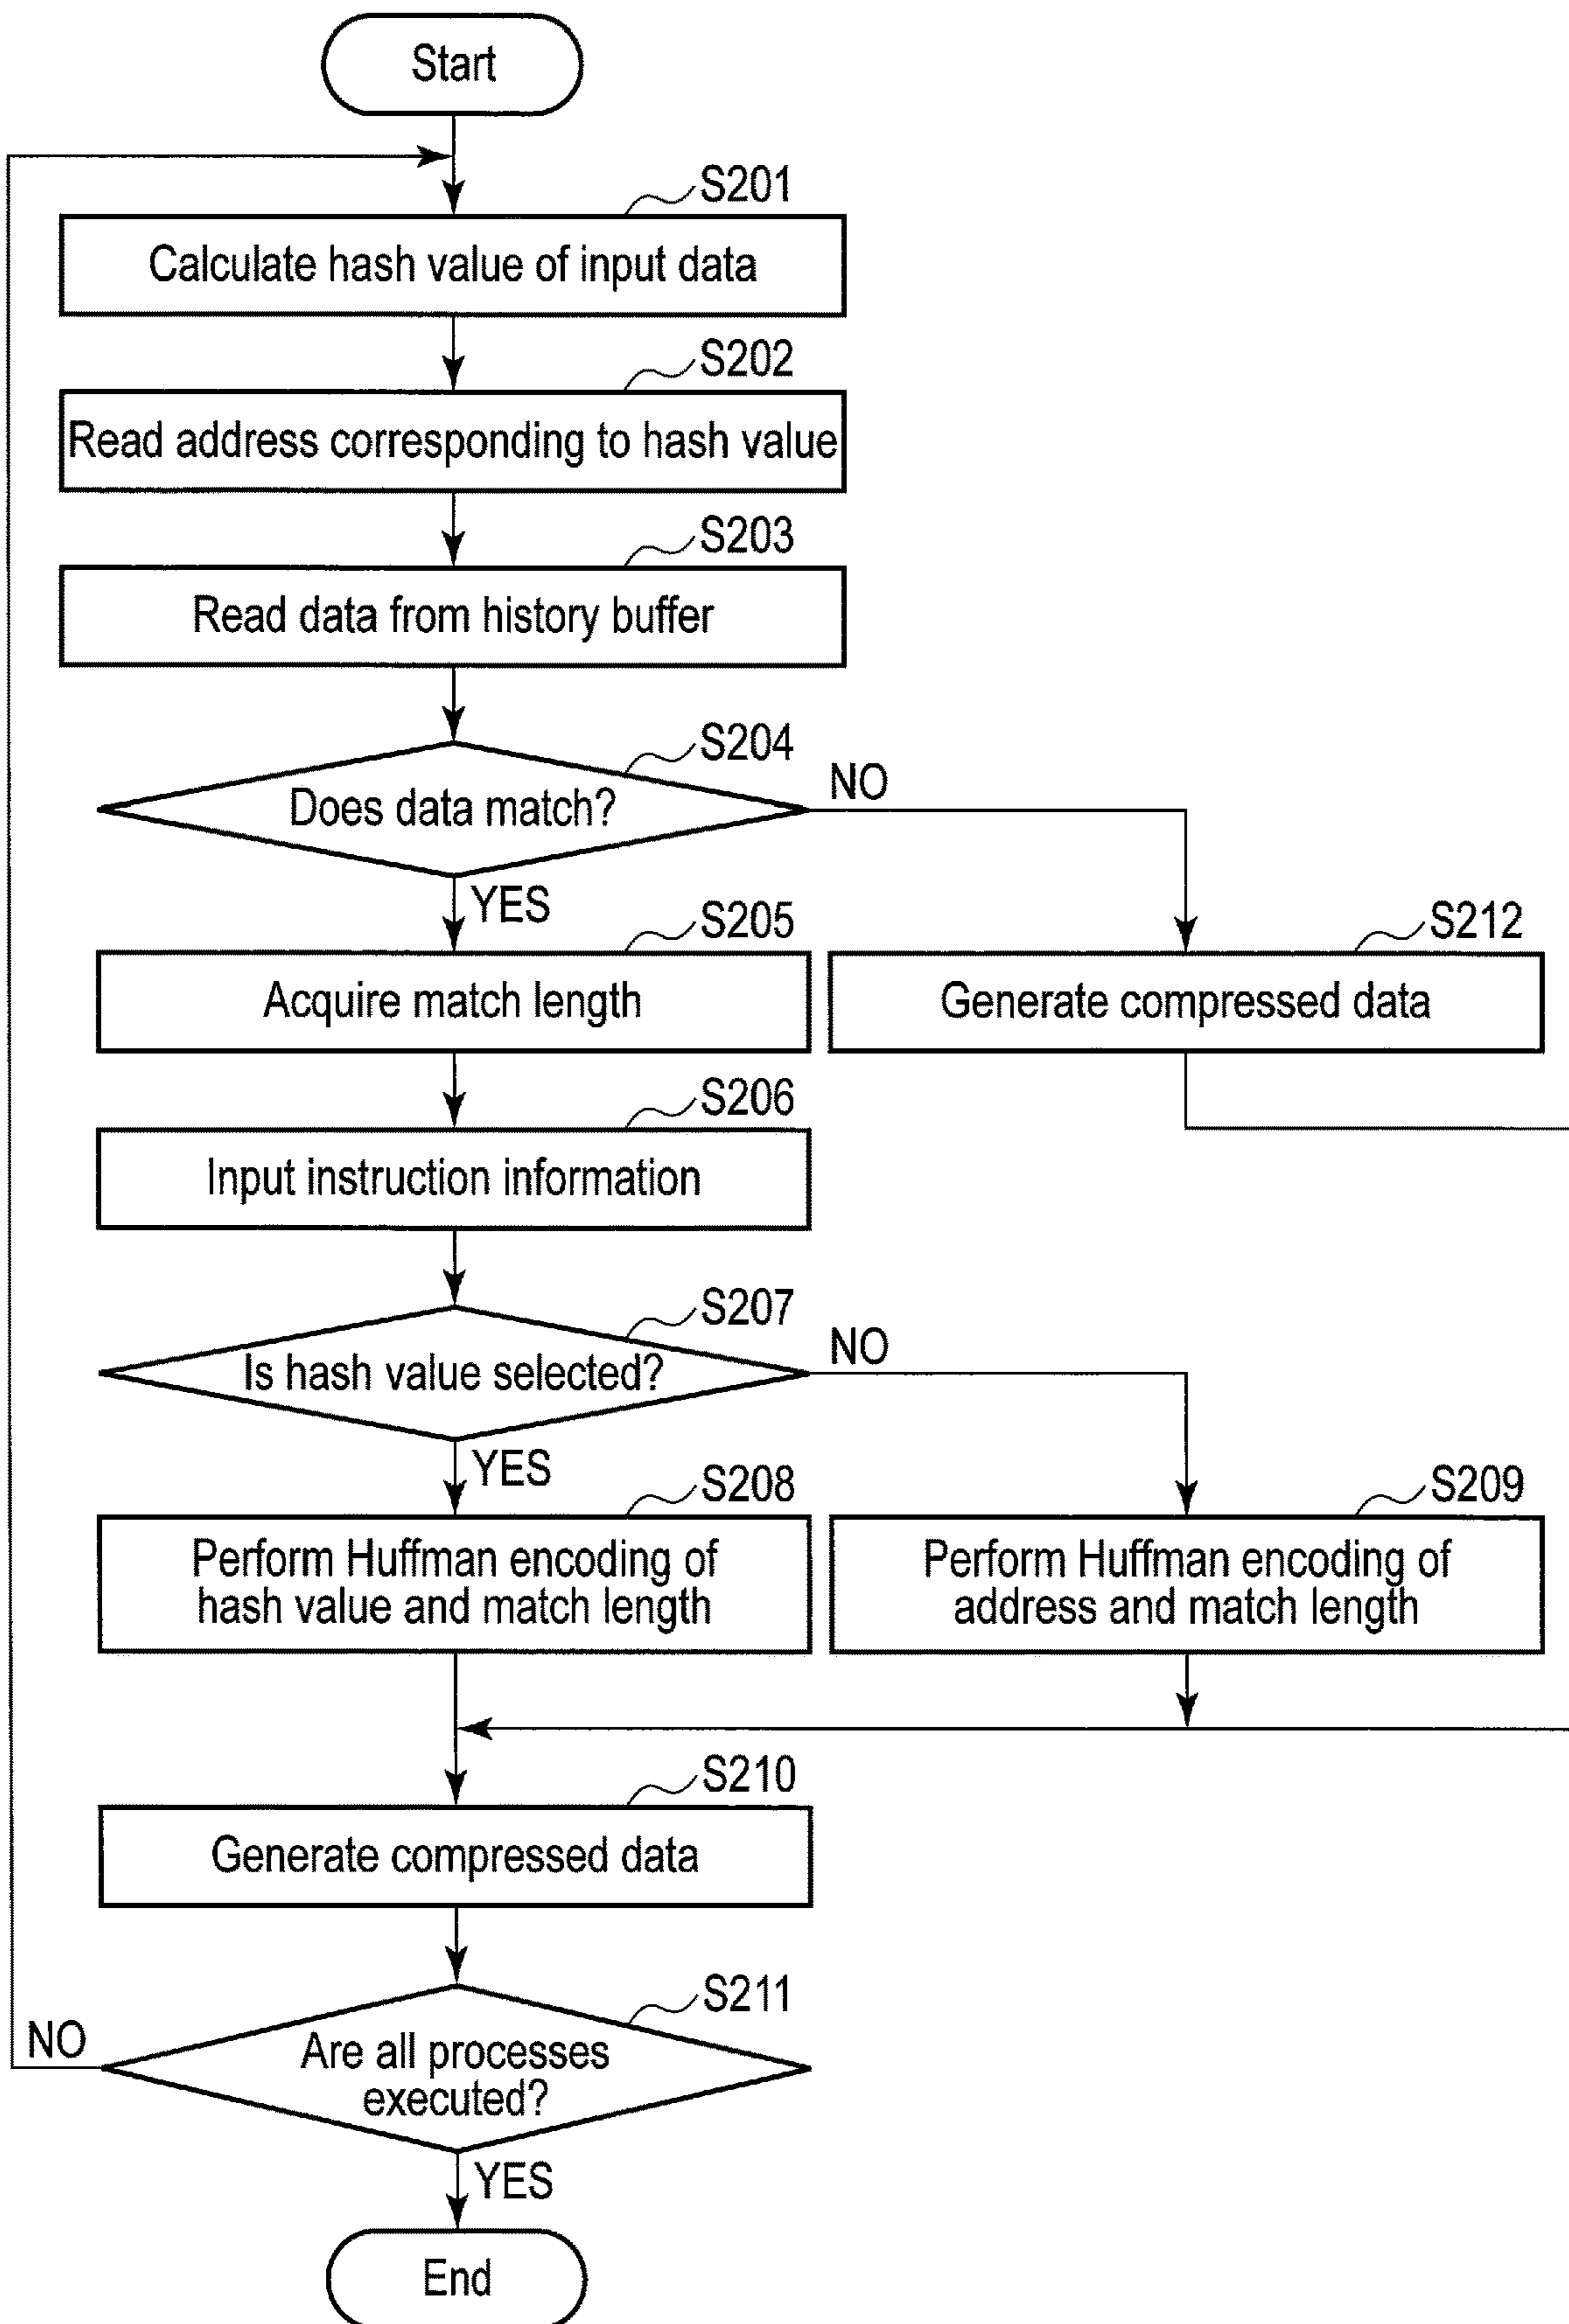 Start
S201
Calculate hash value of input data
S202
Read address corresponding to hash value
S203
Read data from history buffer
S204
Does data match?
NO
YES
S205
Acquire match length
S212
Generate compressed data
S206
Input instruction information
S207
Is hash value selected?
NO
YES
S208
Perform Huffman encoding of
hash value and match length
S209
Perform Huffman encoding of
address and match length
S210
Generate compressed data
S211
Are all processes
executed?
NO
YES
End